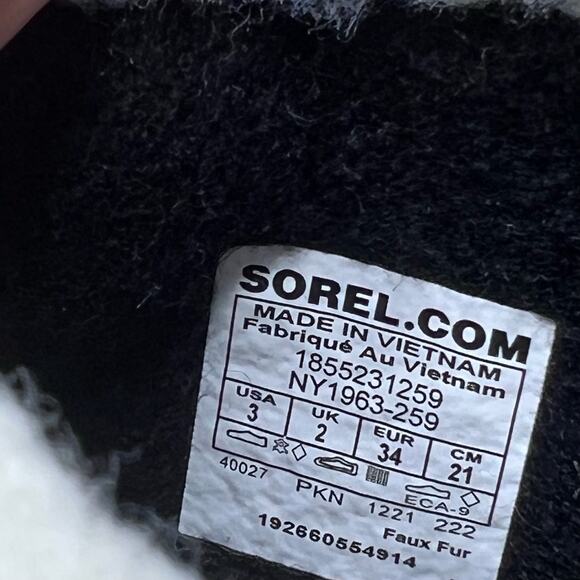 SOREL.COM
MADE IN VIETNAM
Fabriqué Au Vietnam
1855231259
NY1963-259
USA UK EUR CM
3 2 34 21
40027 PKN 1221 ECA-9 222
Faux Fur
192660554914